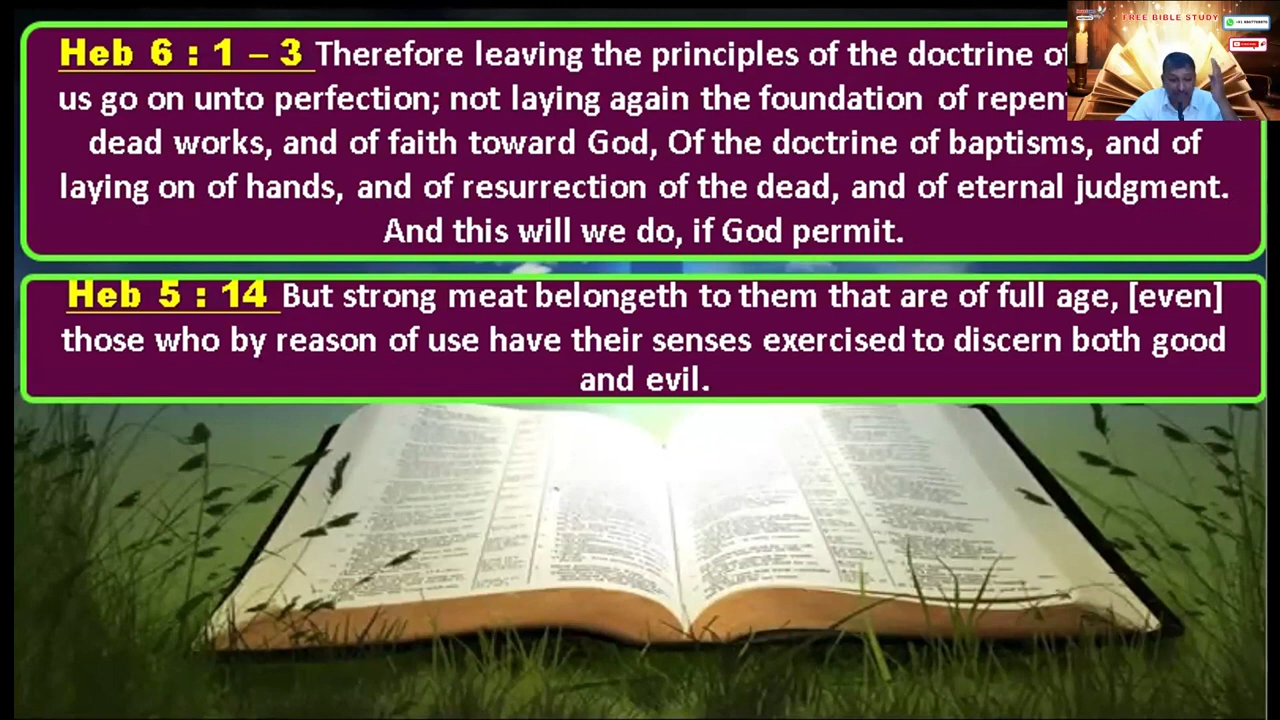 Heb 6 : 1 – 3 Therefore leaving the principles of the doctrine of
us go on unto perfection; not laying again the foundation of repen
dead works, and of faith toward God, Of the doctrine of baptisms, and of
laying on of hands, and of resurrection of the dead, and of eternal judgment.
And this will we do, if God permit.
Heb 5 : 14 But strong meat belongeth to them that are of full age, [even]
those who by reason of use have their senses exercised to discern both good
and evil.
FREE BIBLE STUDY